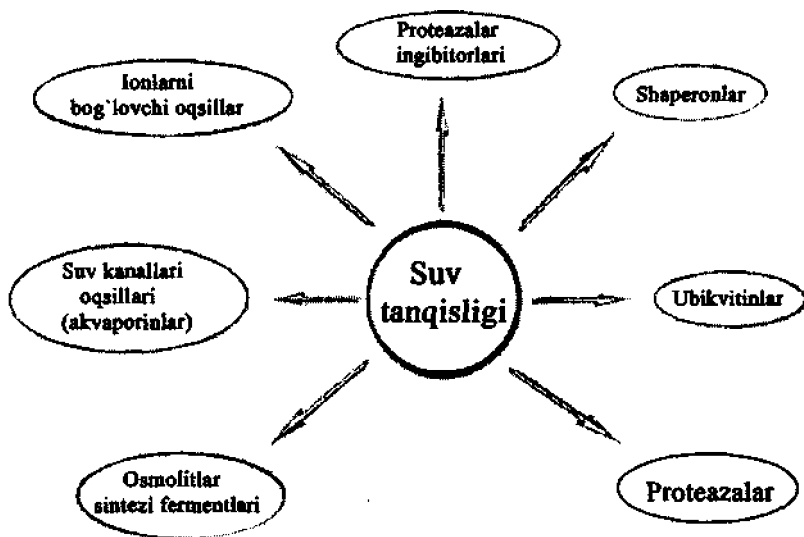 Proteazalar
ingibitorlari
Ionlarni
bog`lovchi oqsillar
Shaperonlar
Suv
tanqisligi
Suv kanallari
oqsillari
(akvaporinlar)
Ubikvitinlar
Osmolitlar
sintezi fermentlari
Proteazalar